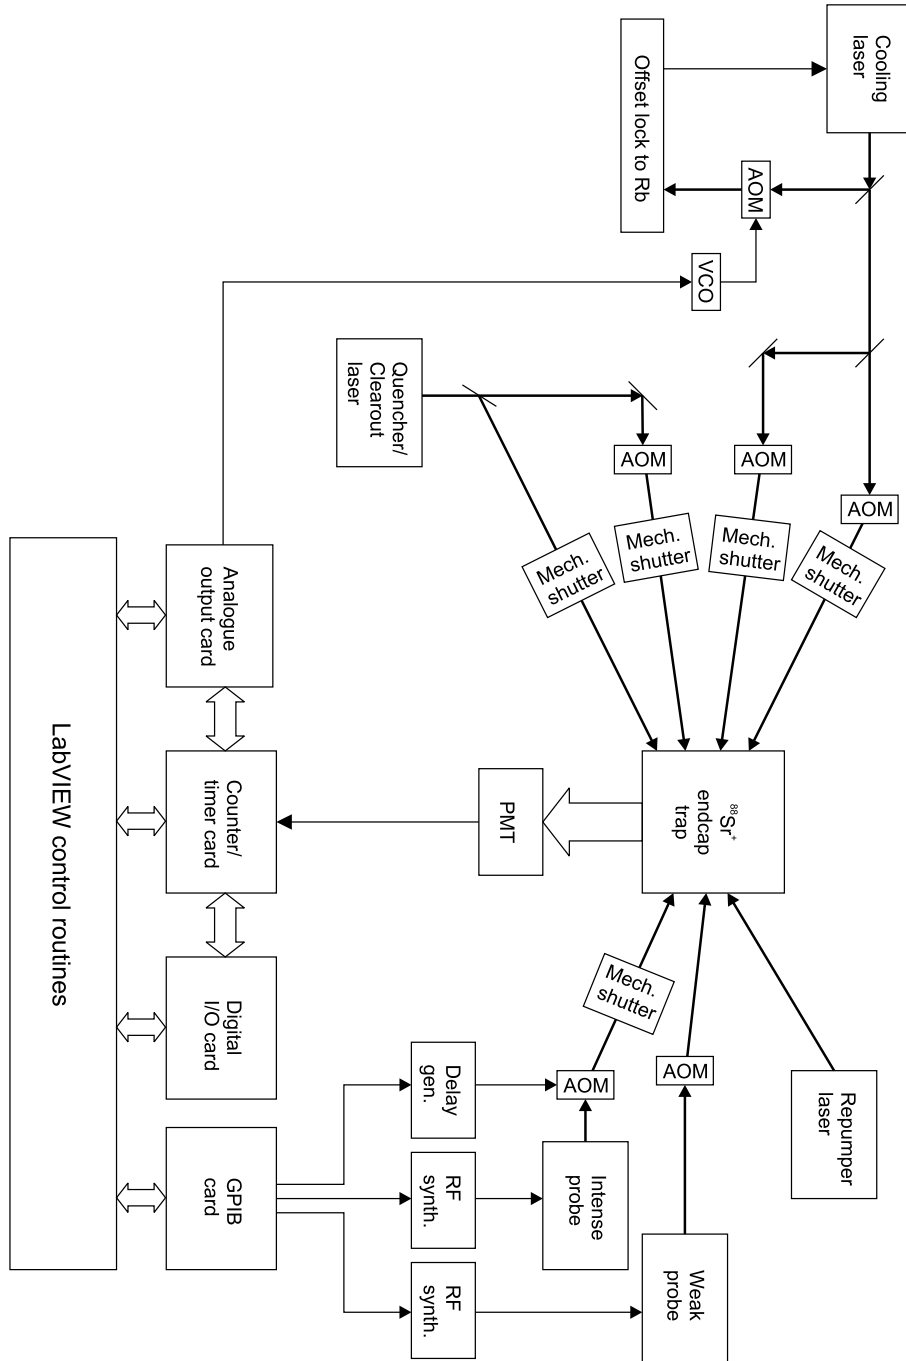 Cooling
laser
Offset lock to Rb
AOM
VCO
Quencher/
Clearout
laser
AOM
AOM
AOM
Mech.
shutter
Mech.
shutter
Mech.
shutter
Mech.
shutter
88Sr+
endcap
trap
PMT
Analogue
output card
Counter/
timer card
Digital
I/O card
GPIB
card
LabVIEW control routines
Mech.
shutter
AOM
AOM
Delay
gen.
RF
synth.
RF
synth.
Intense
probe
Weak
probe
Repumper
laser